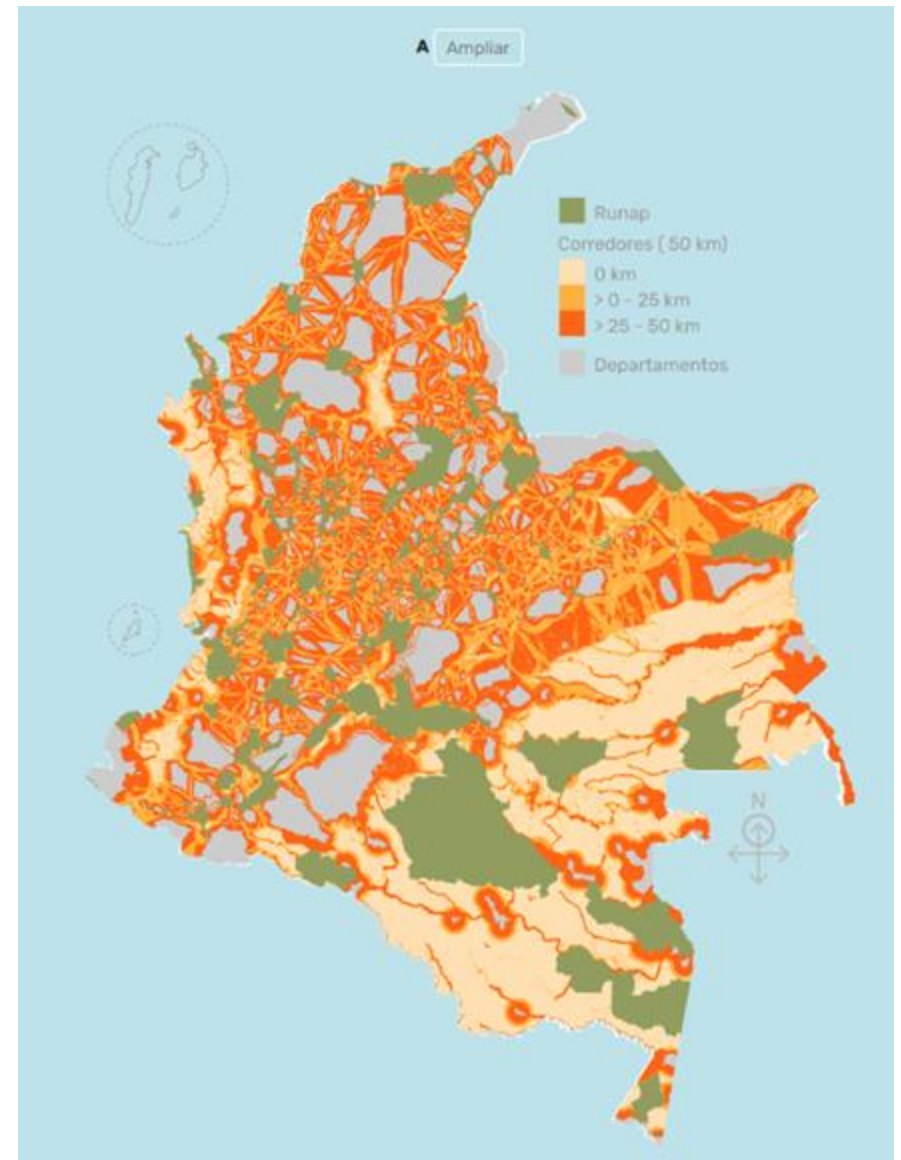 A Ampliar
Runap
Corredores ( 50 km)
0 km
> 0 - 25 km
> 25 - 50 km
Departamentos
N